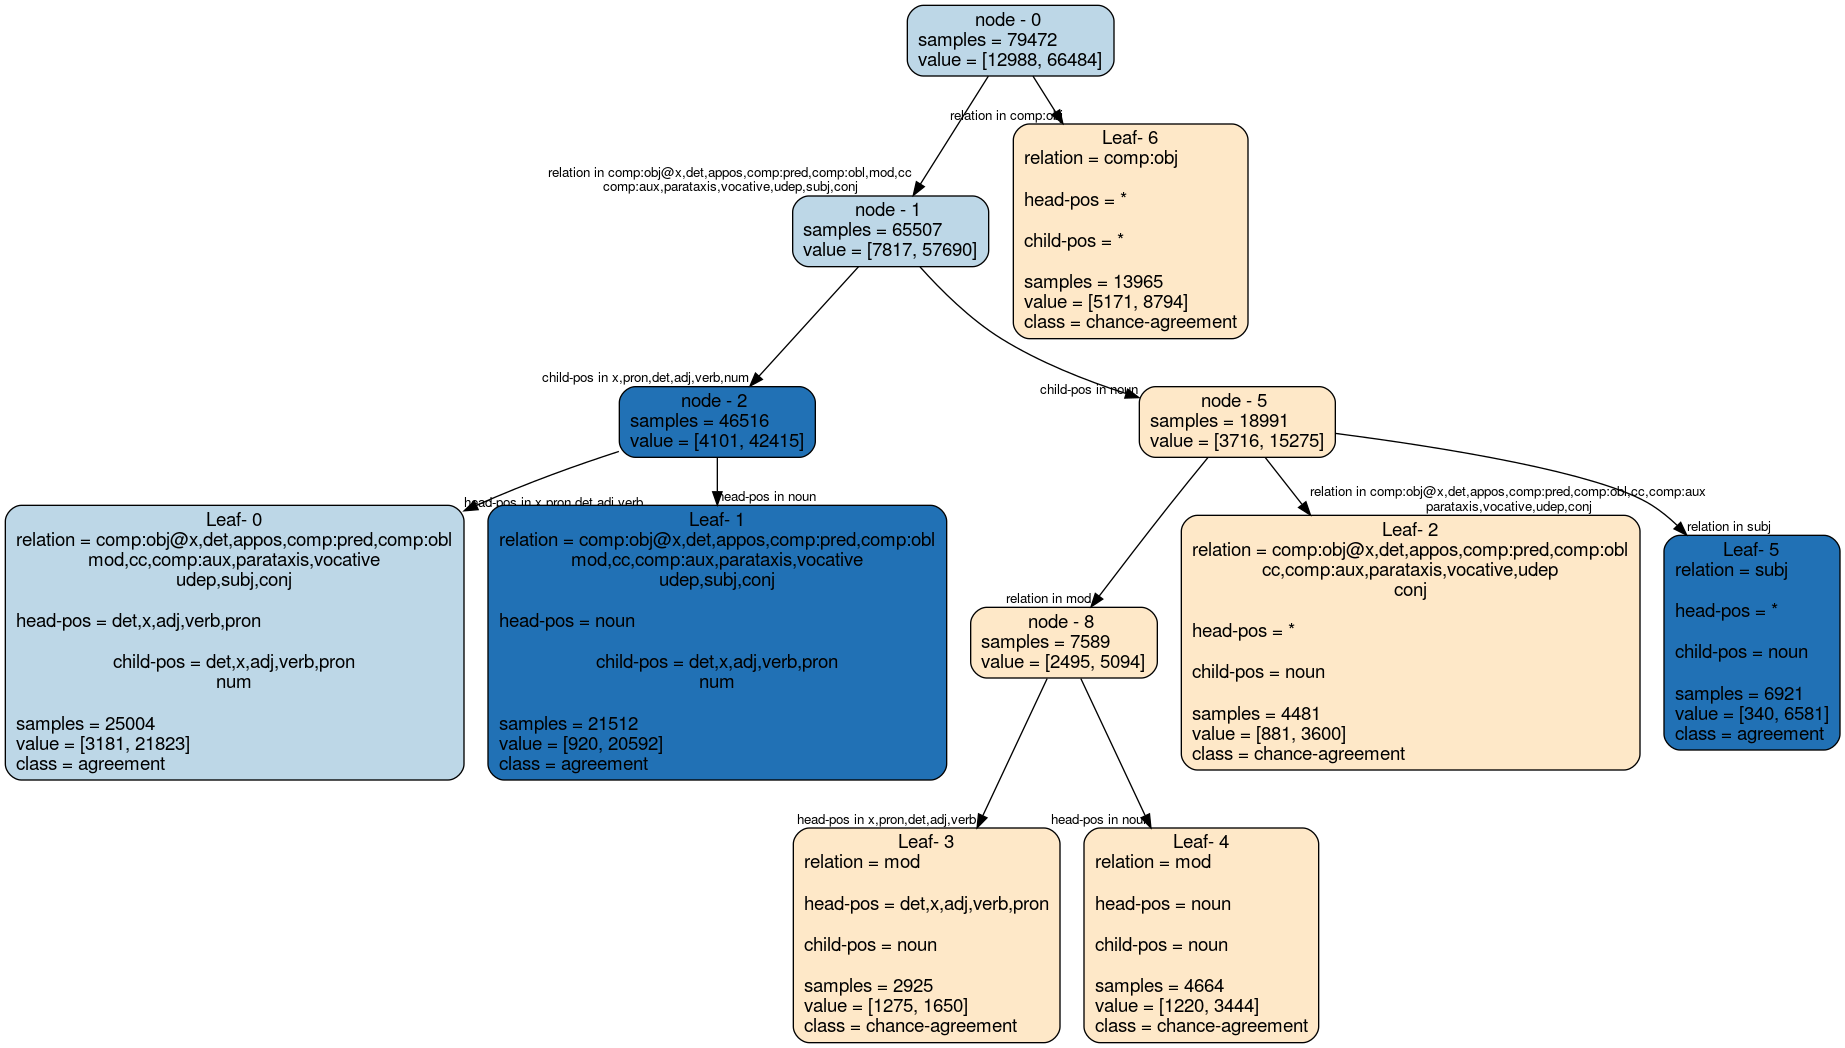 node - 0
samples = 79472
value = [12988, 66484]
relation in comp:obj
Leaf- 6
relation = comp:obj
head-pos = *
child-pos = *
samples = 13965
value = [5171, 8794]
class = chance-agreement
relation in comp:obj@x,det,appos,comp:pred,comp:obl,mod,cc
comp:aux,parataxis,vocative,udep,subj,conj
node - 1
samples = 65507
value = [7817, 57690]
child-pos in x,pron,det,adj,verb,num
node - 2
samples = 46516
value = [4101, 42415]
child-pos in noun
node - 5
samples = 18991
value = [3716, 15275]
head-pos in x,pron,det,adj,verb
Leaf- 0
relation = comp:obj@x,det,appos,comp:pred,comp:obl
mod,cc,comp:aux,parataxis,vocative
udep,subj,conj
head-pos = det,x,adj,verb,pron
child-pos = det,x,adj,verb,pron
num
samples = 25004
value = [3181, 21823]
class = agreement
head-pos in noun
Leaf- 1
relation = comp:obj@x,det,appos,comp:pred,comp:obl
mod,cc,comp:aux,parataxis,vocative
udep,subj,conj
head-pos = noun
child-pos = det,x,adj,verb,pron
num
samples = 21512
value = [920, 20592]
class = agreement
relation in mod
node - 8
samples = 7589
value = [2495, 5094]
relation in comp:obj@x,det,appos,comp:pred,comp:obl,cc,comp:aux
parataxis,vocative,udep,conj
Leaf- 2
relation = comp:obj@x,det,appos,comp:pred,comp:obl
cc,comp:aux,parataxis,vocative,udep
conj
head-pos = *
child-pos = noun
samples = 4481
value = [881, 3600]
class = chance-agreement
relation in subj
Leaf- 5
relation = subj
head-pos = *
child-pos = noun
samples = 6921
value = [340, 6581]
class = agreement
head-pos in x,pron,det,adj,verb
Leaf- 3
relation = mod
head-pos = det,x,adj,verb,pron
child-pos = noun
samples = 2925
value = [1275, 1650]
class = chance-agreement
head-pos in noun
Leaf- 4
relation = mod
head-pos = noun
child-pos = noun
samples = 4664
value = [1220, 3444]
class = chance-agreement